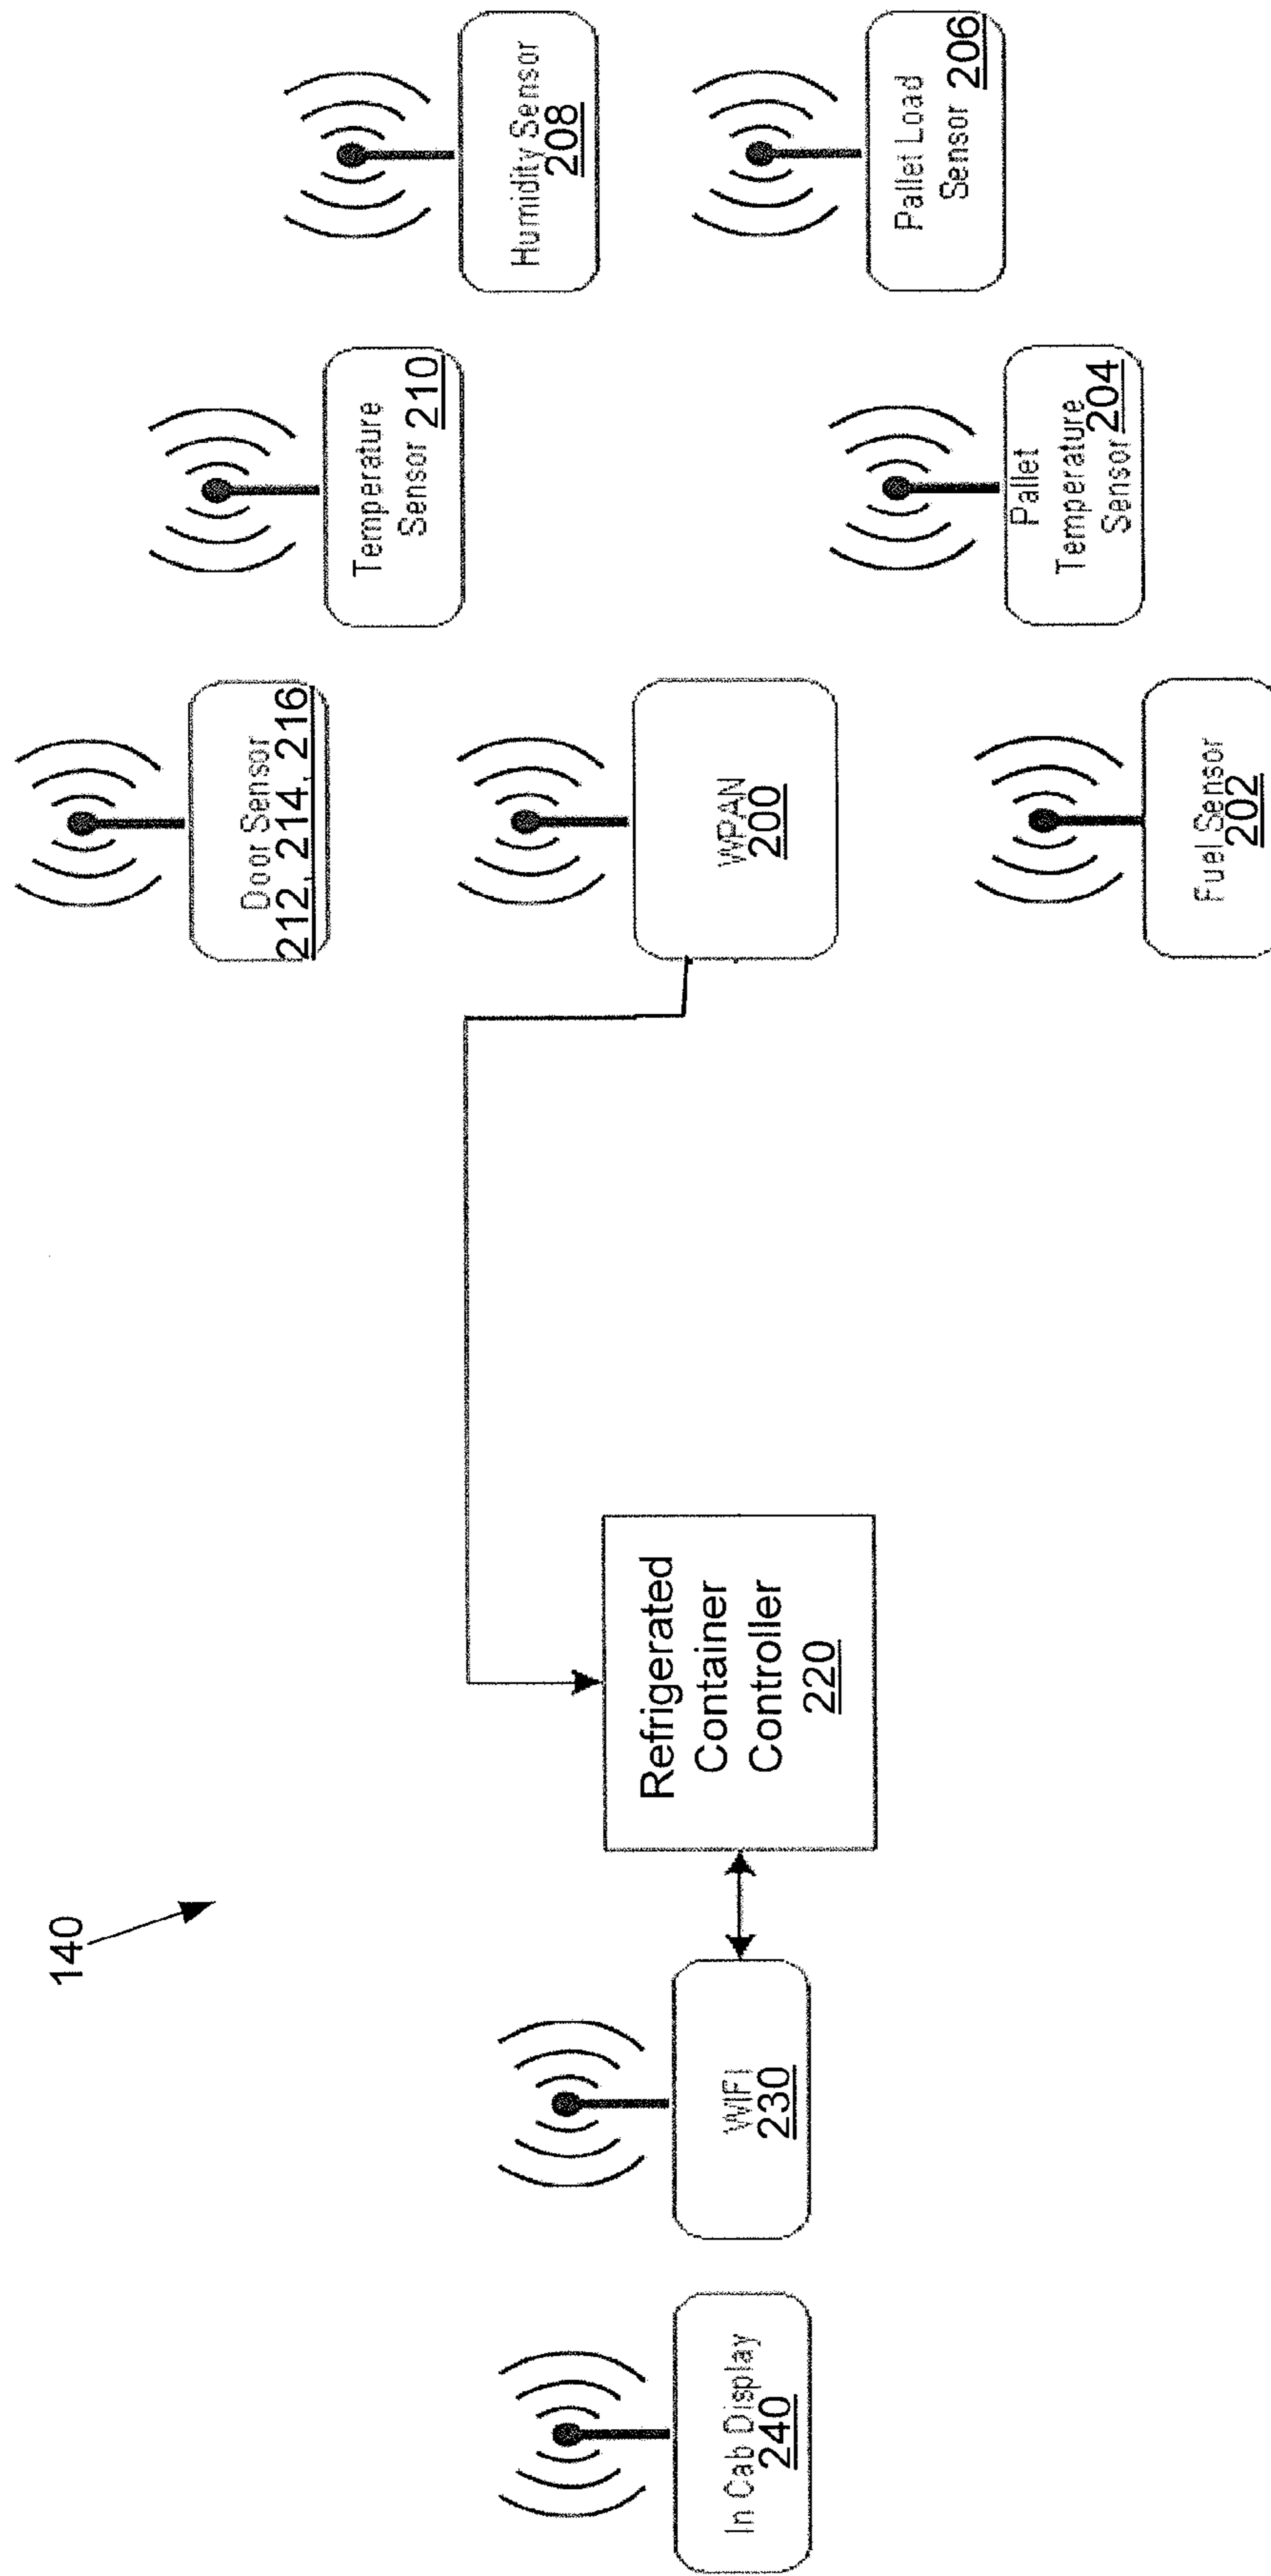 140
In Cab Display
240
WIFI
230
Refrigerated
Container
Controller
220
Door Sensor
212, 214, 216
WPAN
200
Fuel Sensor
202
Temperature
Sensor 210
Pallet
Temperature
Sensor 204
Humidity Sensor
208
Pallet Load
Sensor 206